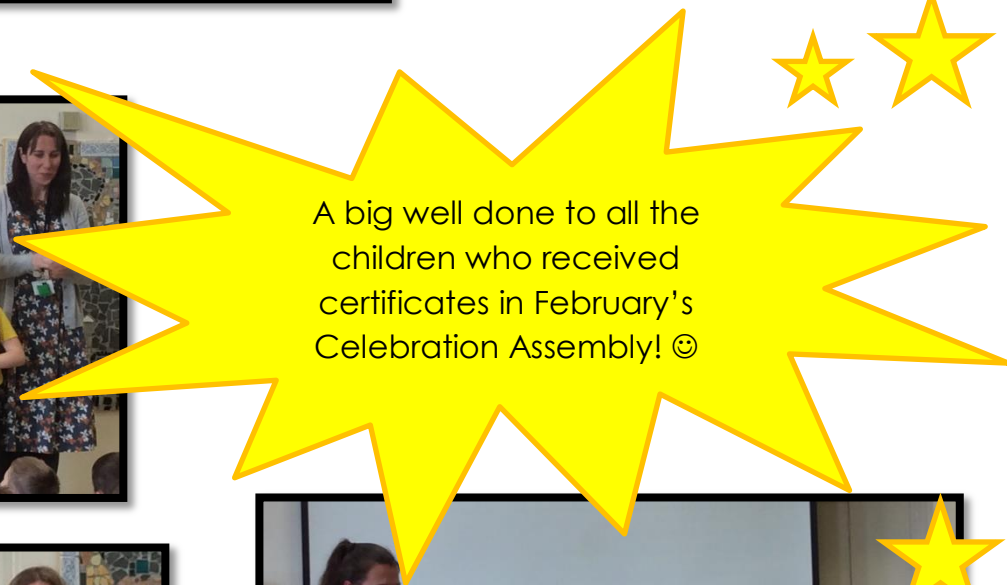 A big well done to all the
children who received
certificates in February’s
Celebration Assembly! ☺